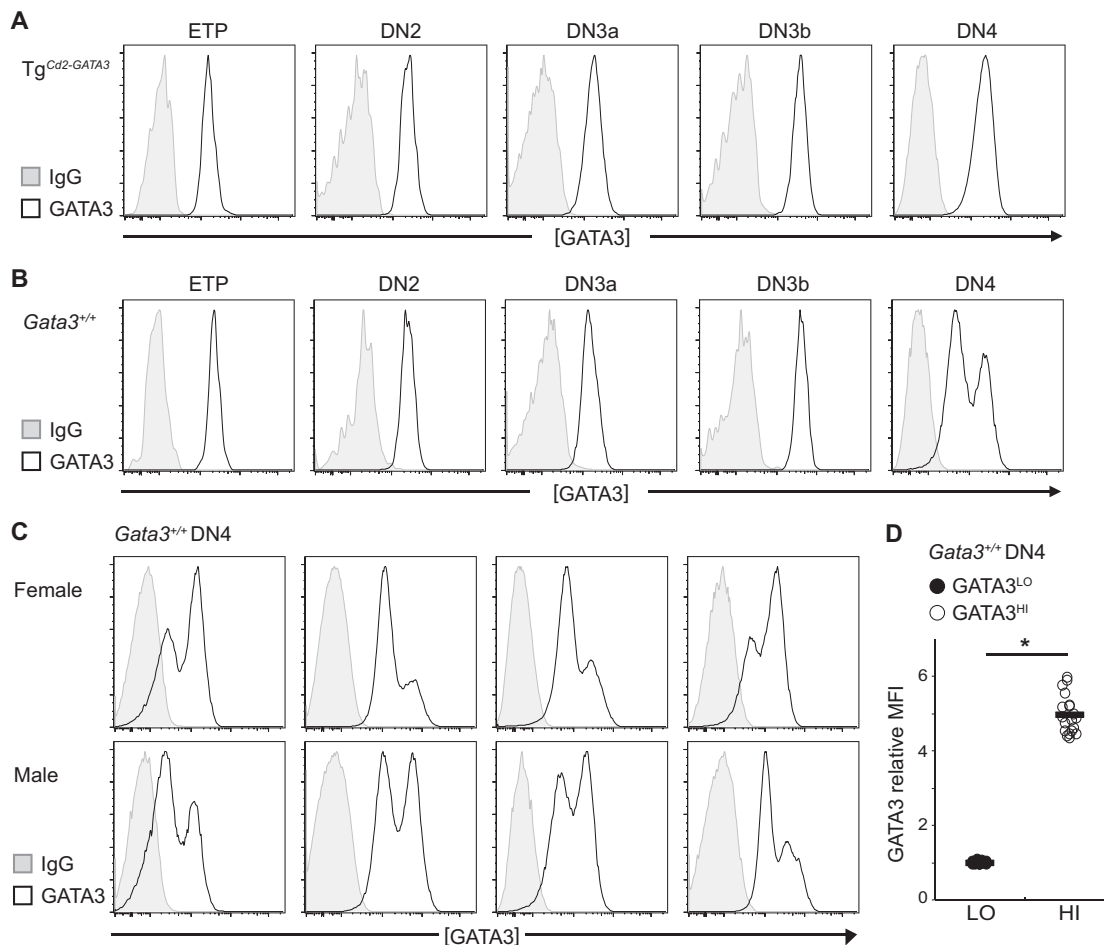 A
ETP DN2 DN3a DN3b DN4
Tg^Cd2-GATA3
IgG
GATA3
[GATA3]
B
ETP DN2 DN3a DN3b DN4
Gata3^+/+
IgG
GATA3
[GATA3]
C
Gata3^+/+ DN4
Female
Male
IgG
GATA3
[GATA3]
D
Gata3^+/+ DN4
GATA3^LO
GATA3^HI
*
GATA3 relative MFI
6
4
2
0
LO HI